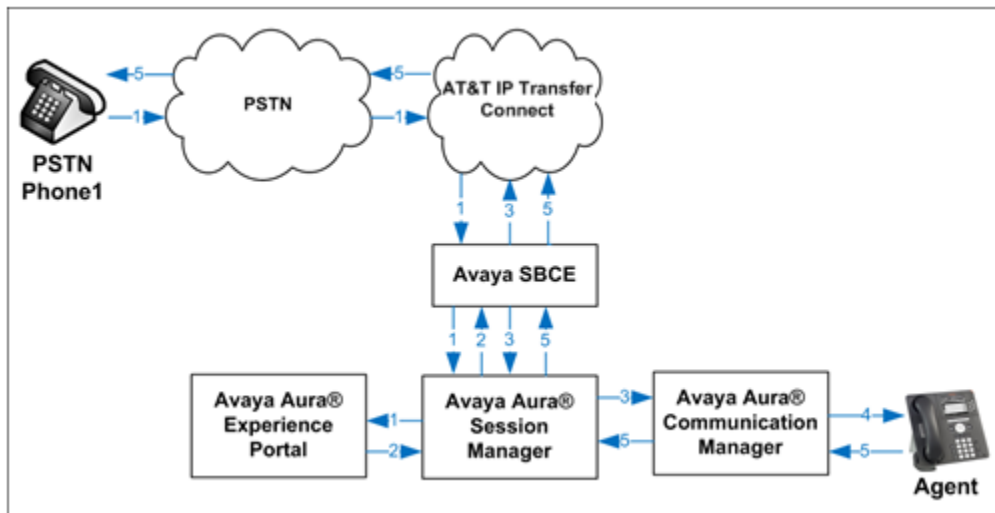 5
5
PSTN
AT&T IP Transfer
Connect
1
1
PSTN
Phone1
1
3
5
Avaya SBCE
1
2
3
5
Avaya Aura®
Experience
Portal
1
2
Avaya Aura®
Session
Manager
3
5
Avaya Aura®
Communication
Manager
4
5
Agent